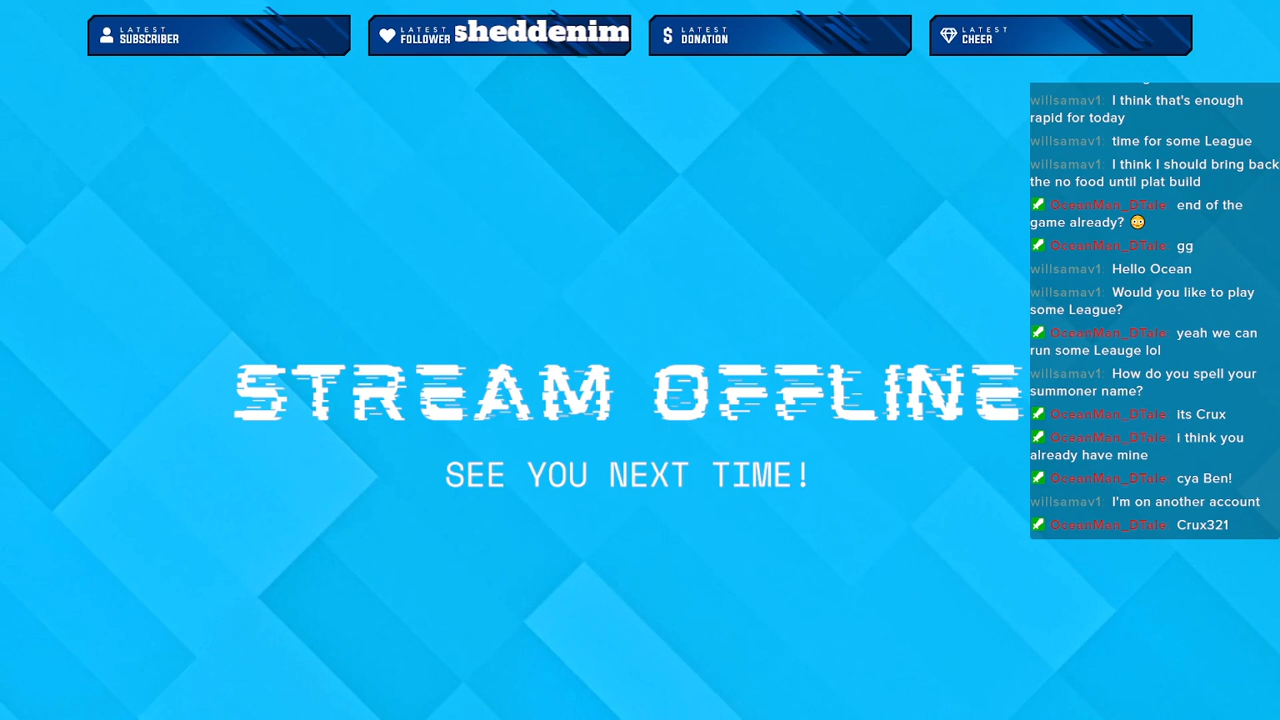 LATEST
SUBSCRIBER
LATEST
FOLLOWER
sheddenim
LATEST
DONATION
LATEST
CHEER
willsamav1: I think that's enough
rapid for today
willsamav1: time for some League
willsamav1: I think I should bring back
the no food until plat build
OceanMan_DTale: end of the
game already? 😳
OceanMan_DTale: gg
willsamav1: Hello Ocean
willsamav1: Would you like to play
some League?
OceanMan_DTale: yeah we can
run some Leauge lol
willsamav1: How do you spell your
summoner name?
OceanMan_DTale: its Crux
OceanMan_DTale: i think you
already have mine
OceanMan_DTale: cya Ben!
willsamav1: I'm on another account
OceanMan_DTale: Crux321
STREAM OFFLINE
SEE YOU NEXT TIME!